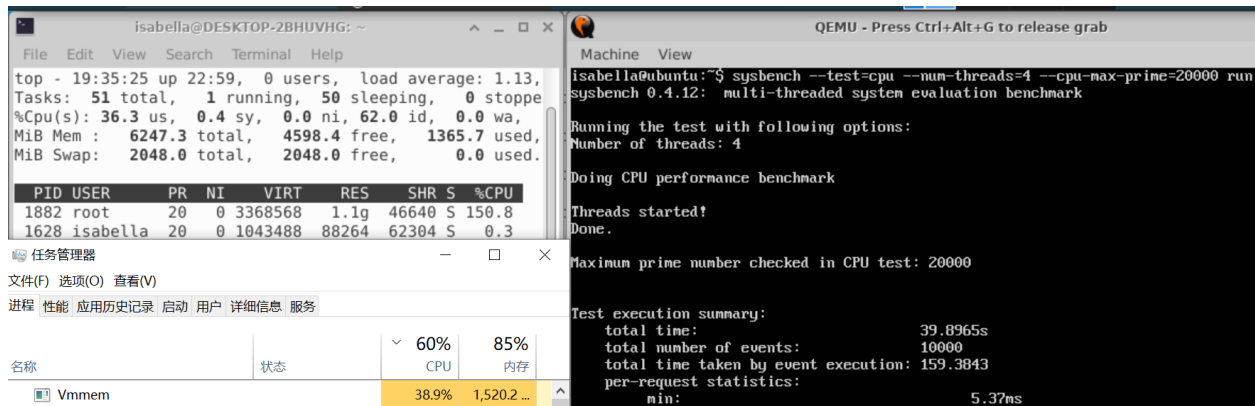 isabella@DESKTOP-2BHUVHG: ~
File Edit View Search Terminal Help
top - 19:35:25 up 22:59, 0 users, load average: 1.13,
Tasks: 51 total, 1 running, 50 sleeping, 0 stoppe
%Cpu(s): 36.3 us, 0.4 sy, 0.0 ni, 62.0 id, 0.0 wa,
MiB Mem : 6247.3 total, 4598.4 free, 1365.7 used,
MiB Swap: 2048.0 total, 2048.0 free, 0.0 used.
PID USER PR NI VIRT RES SHR S %CPU
1882 root 20 0 3368568 1.1g 46640 S 150.8
1628 isabella 20 0 1043488 88264 62304 S 0.3
任务管理器
文件(F) 选项(O) 查看(V)
进程 性能 应用历史记录 启动 用户 详细信息 服务
60% 85%
名称 状态 CPU 内存
Vmmem 38.9% 1,520.2 ...
QEMU - Press Ctrl+Alt+G to release grab
Machine View
isabella@ubuntu:~$ sysbench --test=cpu --num-threads=4 --cpu-max-prime=20000 run
sysbench 0.4.12: multi-threaded system evaluation benchmark
Running the test with following options:
Number of threads: 4
Doing CPU performance benchmark
Threads started!
Done.
Maximum prime number checked in CPU test: 20000
Test execution summary:
total time: 39.8965s
total number of events: 10000
total time taken by event execution: 159.3843
per-request statistics:
min: 5.37ms